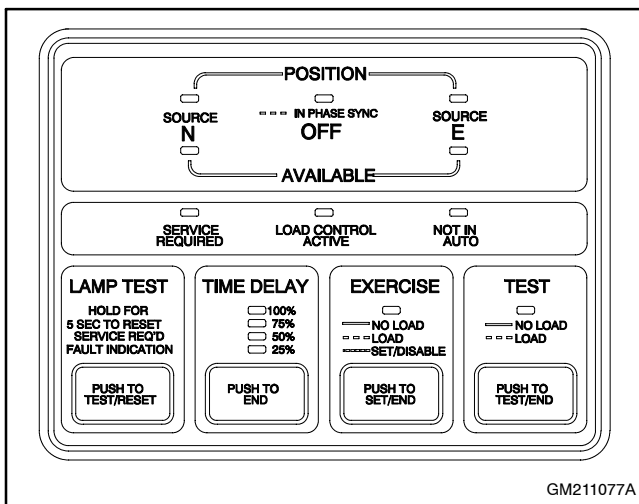 POSITION
SOURCE
N
IN PHASE SYNC
OFF
SOURCE
E
AVAILABLE
SERVICE
REQUIRED
LOAD CONTROL
ACTIVE
NOT IN
AUTO
LAMP TEST
HOLD FOR
5 SEC TO RESET
SERVICE REQ'D
FAULT INDICATION
PUSH TO
TEST/RESET
TIME DELAY
100%
75%
50%
25%
PUSH TO
END
EXERCISE
NO LOAD
LOAD
SET/DISABLE
PUSH TO
SET/END
TEST
NO LOAD
LOAD
PUSH TO
TEST/END
GM211077A